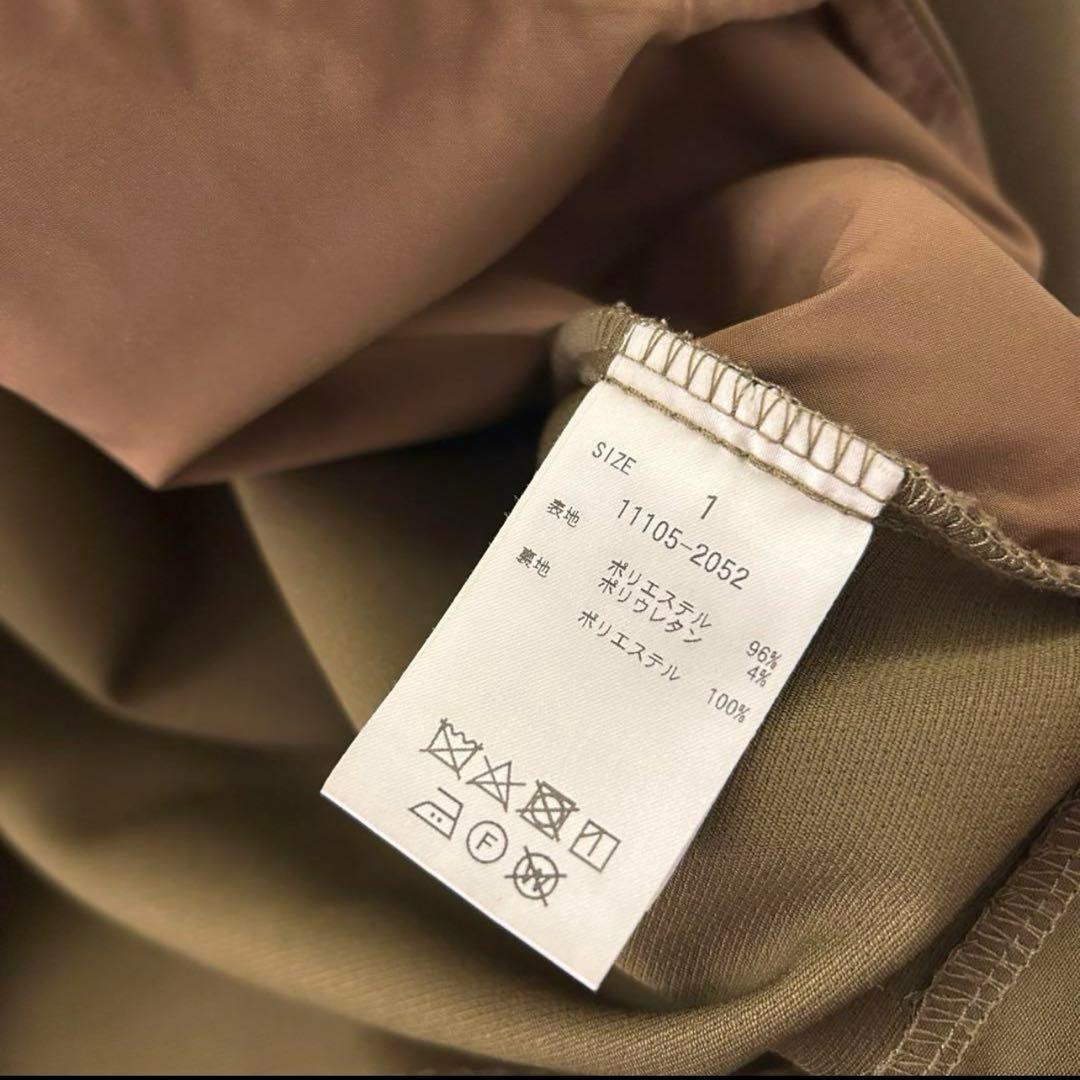 SIZE 1
11105-2052
表地 ポリエステル 96%
ポリウレタン 4%
裏地 ポリエステル 100%
F
W